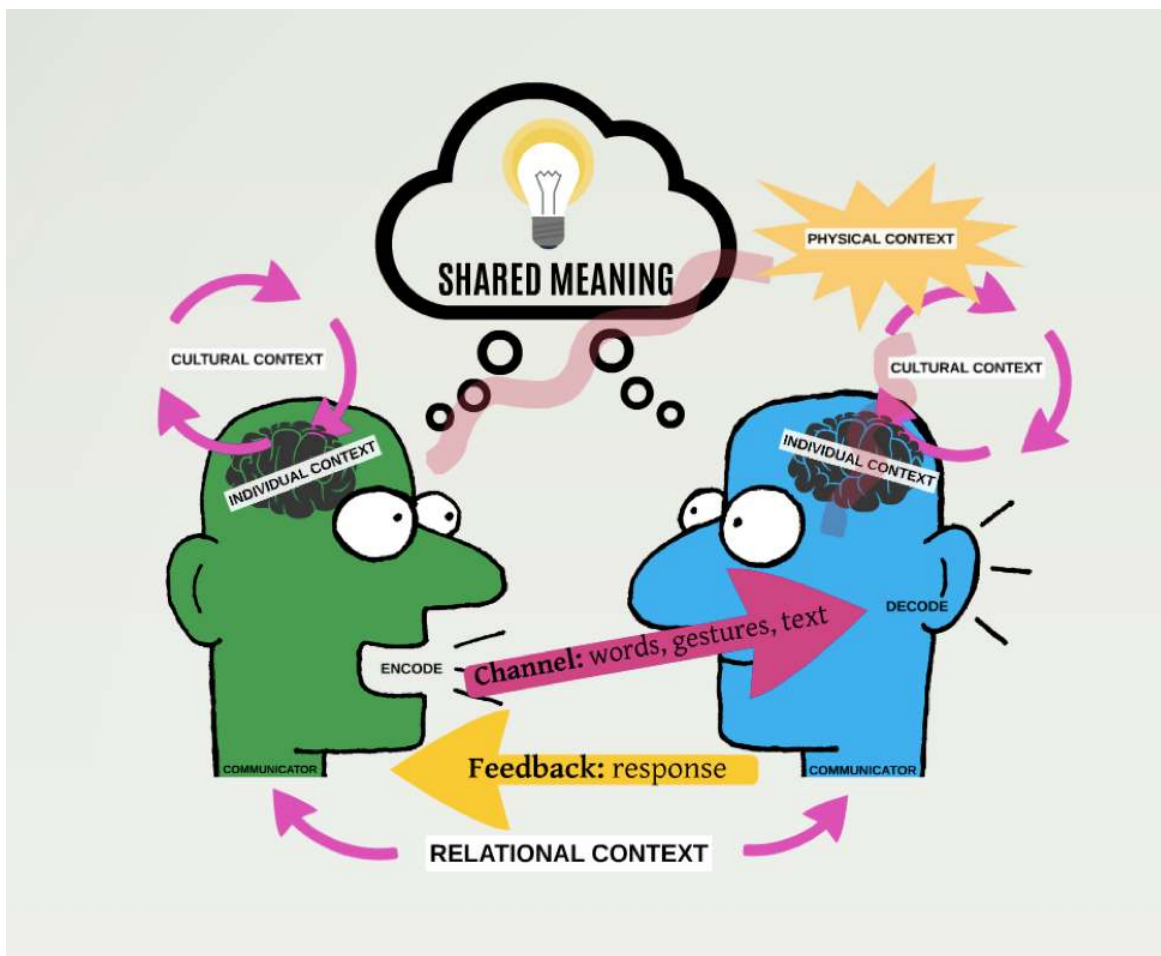 PHYSICAL CONTEXT
SHARED MEANING
CULTURAL CONTEXT
CULTURAL CONTEXT
INDIVIDUAL CONTEXT
INDIVIDUAL CONTEXT
DECODE
ENCODE
Channel: words, gestures, text
Feedback: response
COMMUNICATOR
COMMUNICATOR
RELATIONAL CONTEXT